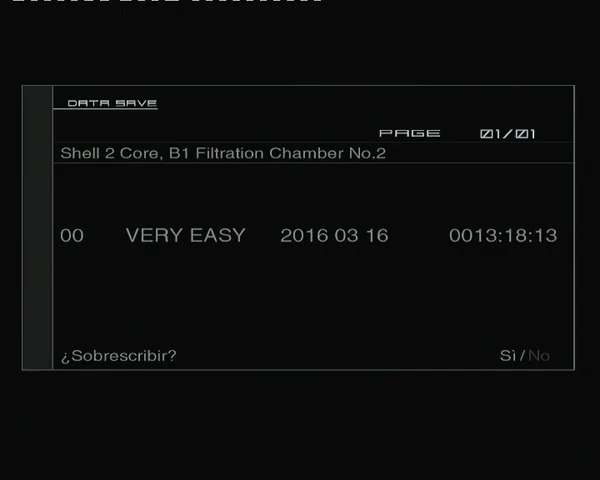 DATA SAVE
PAGE 01/01
Shell 2 Core, B1 Filtration Chamber No.2
00 VERY EASY 2016 03 16 0013:18:13
¿Sobrescribir? Sì / No